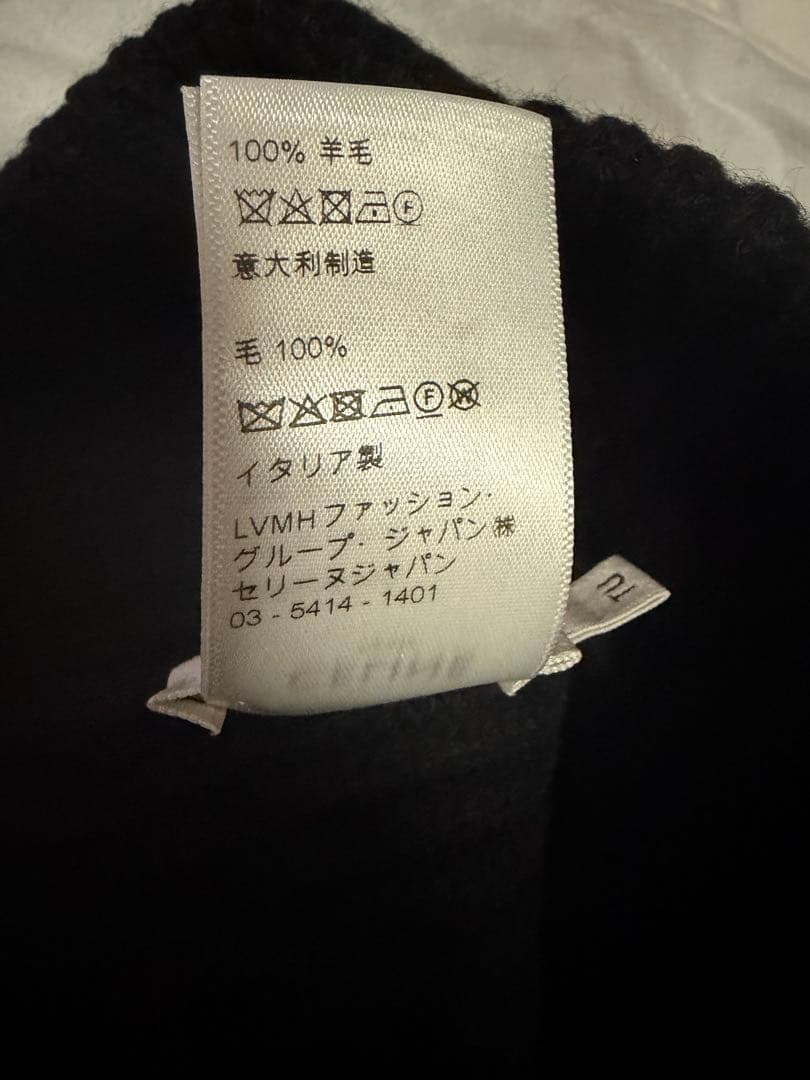 100% 羊毛
意大利制造
毛 100%
イタリア製
LVMHファッション・
グループ・ジャパン㈱
セリーヌジャパン
03 - 5414 - 1401
TU